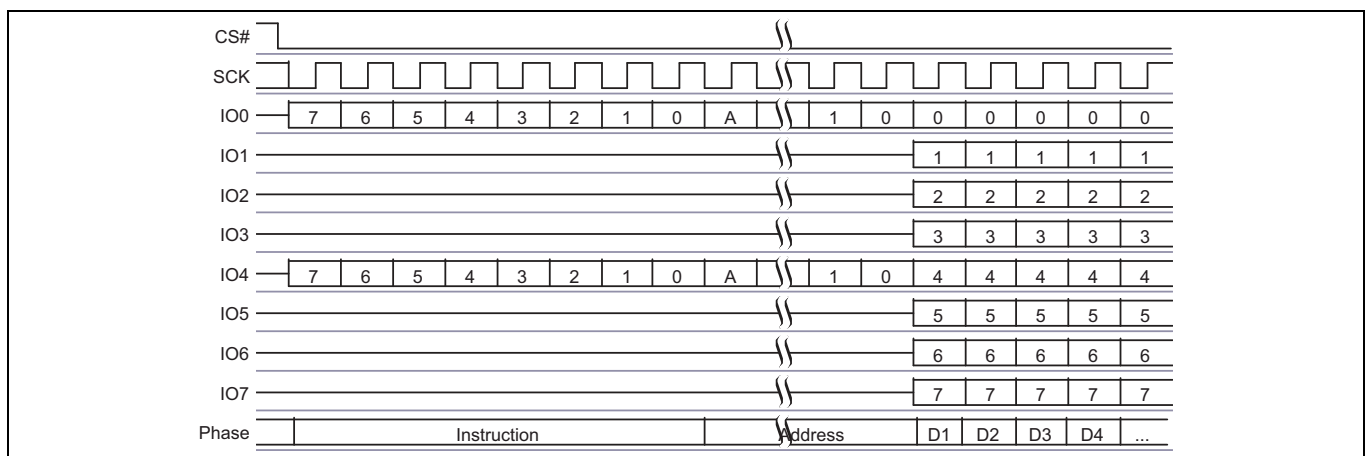 CS#
SCK
IO0 7 6 5 4 3 2 1 0 A 1 0 0 0 0 0 0
IO1 1 1 1 1 1
IO2 2 2 2 2 2
IO3 3 3 3 3 3
IO4 7 6 5 4 3 2 1 0 A 1 0 4 4 4 4 4
IO5 5 5 5 5 5
IO6 6 6 6 6 6
IO7 7 7 7 7 7
Phase Instruction Address D1 D2 D3 D4 ...